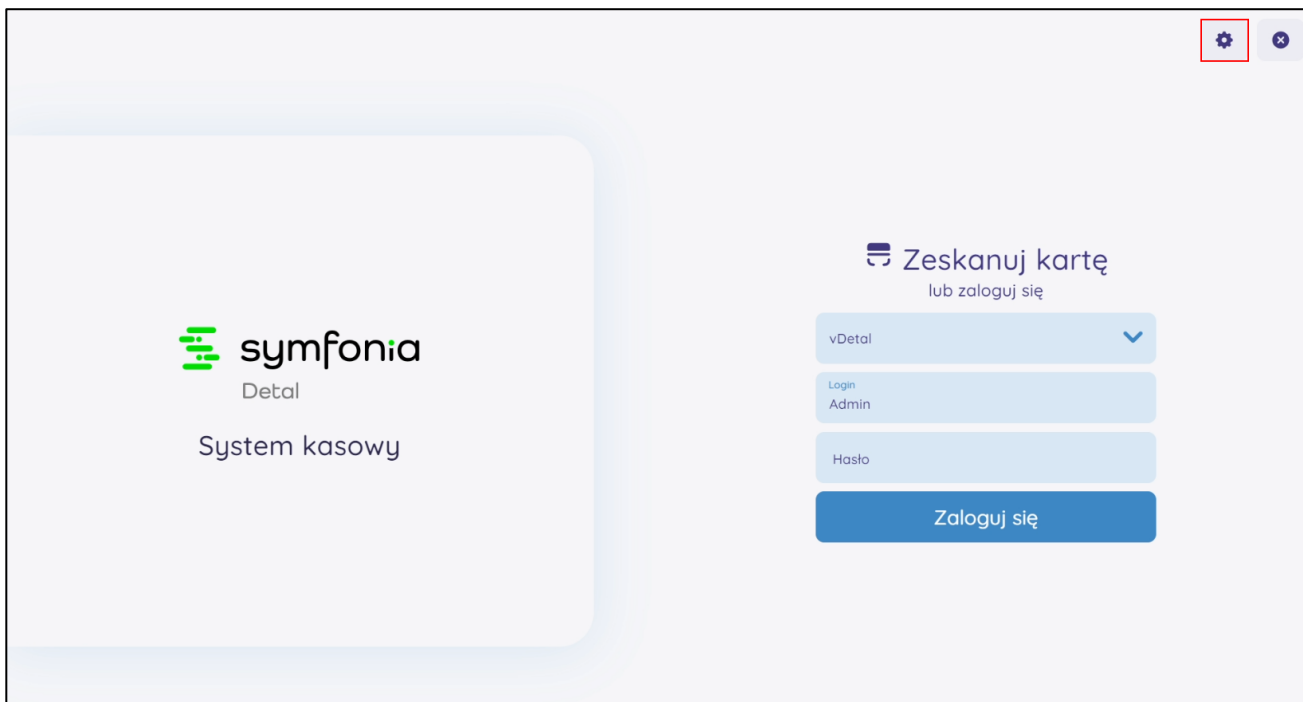 symfonia
Detal
System kasowy
Zeskanuj kartę
lub zaloguj się
vDetal
Login
Admin
Hasło
Zaloguj się